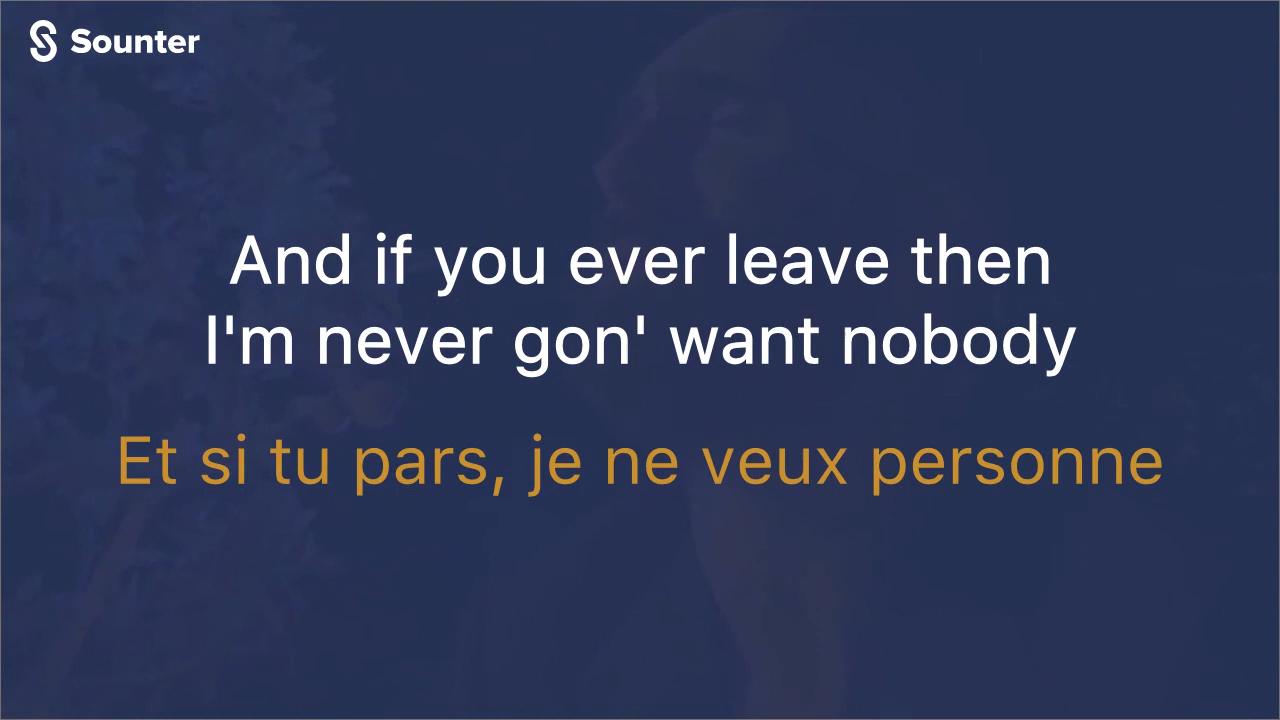 Sounter
And if you ever leave then
I'm never gon' want nobody
Et si tu pars, je ne veux personne